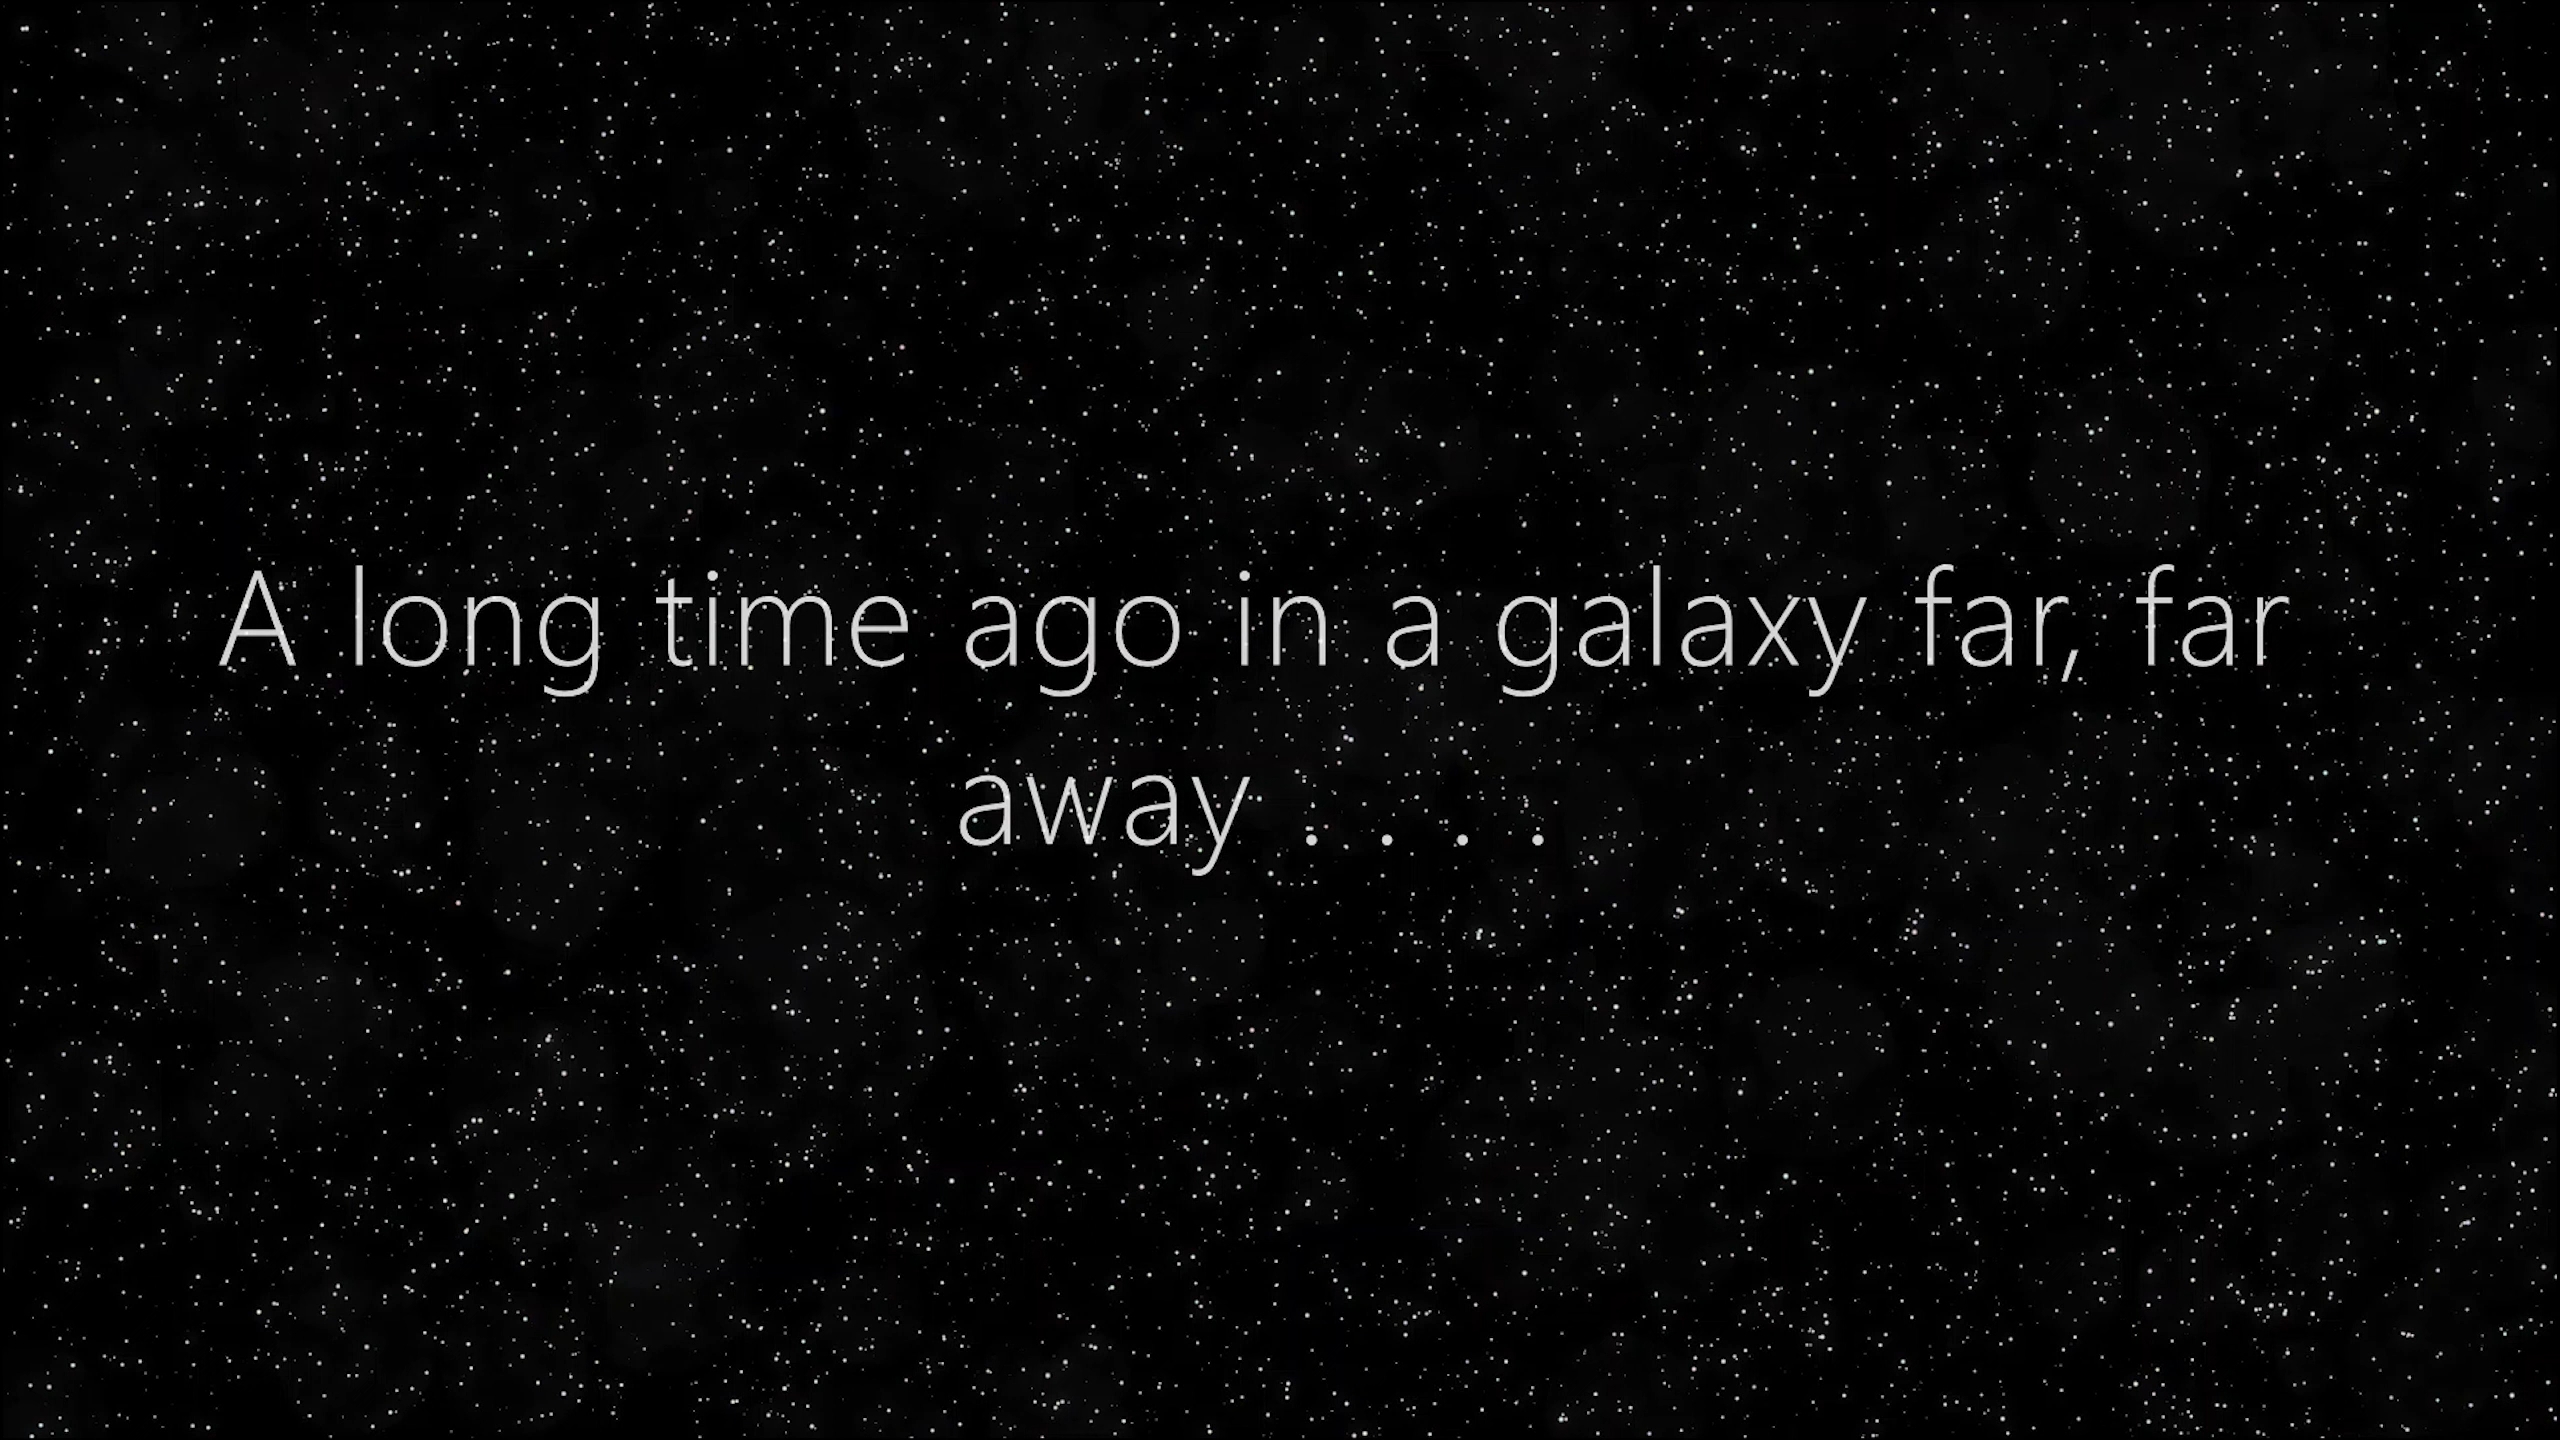 A long time ago in a galaxy far, far
away . . . .